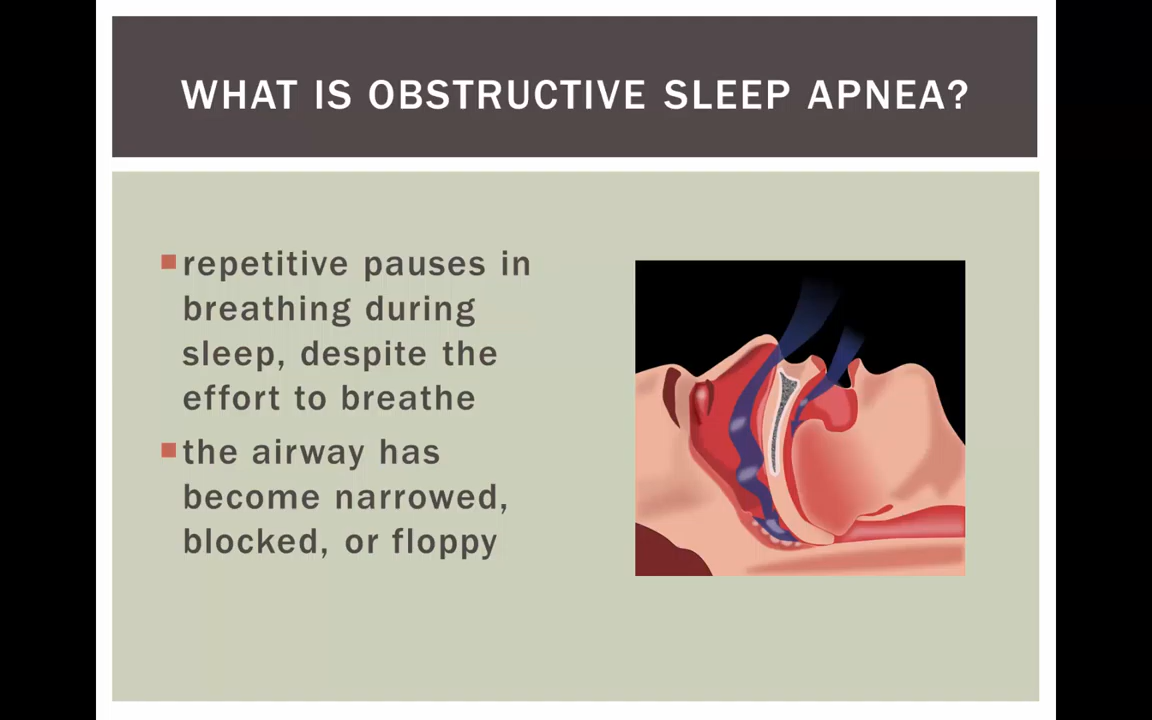 WHAT IS OBSTRUCTIVE SLEEP APNEA?
repetitive pauses in
breathing during
sleep, despite the
effort to breathe
the airway has
become narrowed,
blocked, or floppy